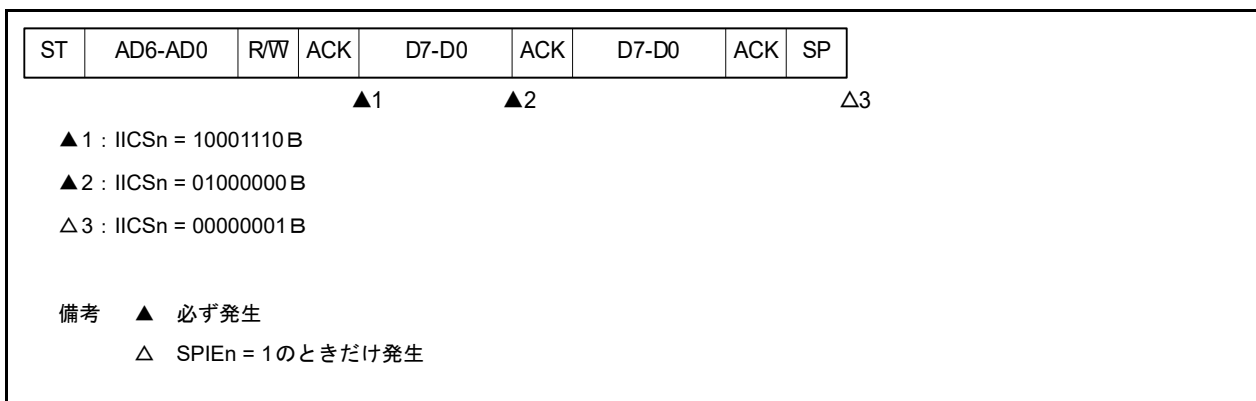 ST AD6-AD0 R/W̅ ACK D7-D0 ACK D7-D0 ACK SP
▲1 ▲2 △3
▲1：IICSn = 10001110B
▲2：IICSn = 01000000B
△3：IICSn = 00000001B
備考 ▲ 必ず発生
△ SPIEn = 1のときだけ発生